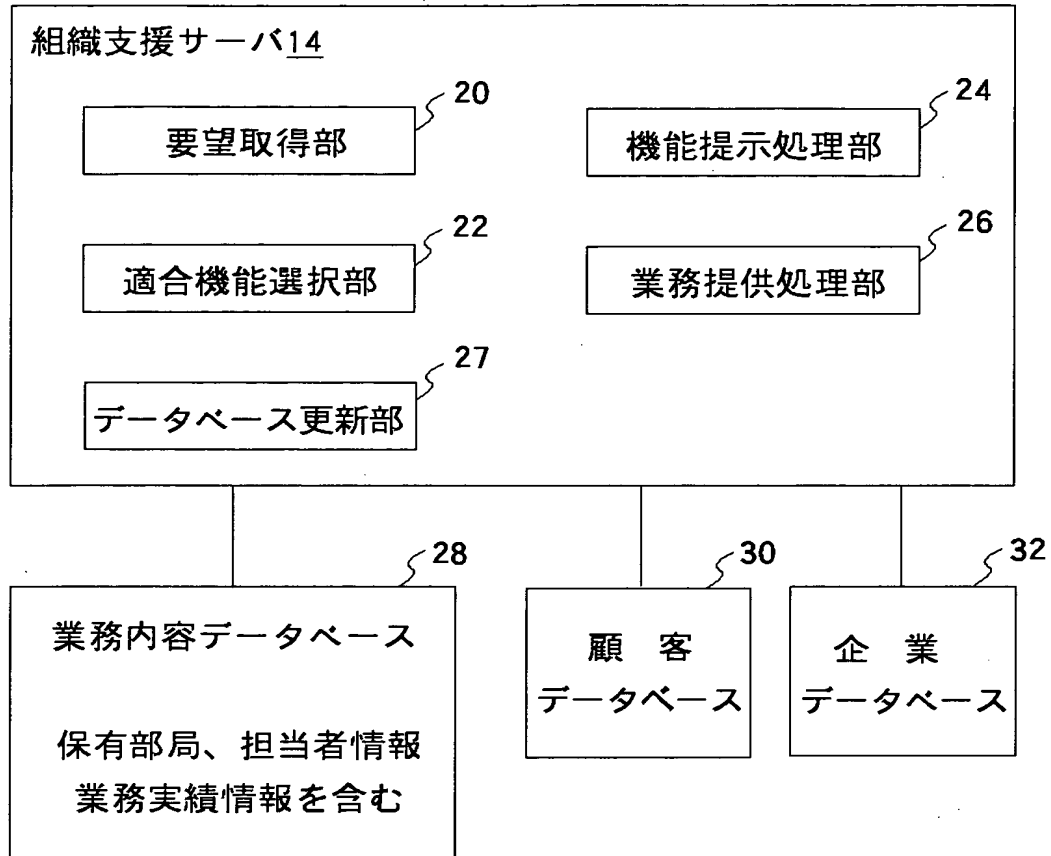 組織支援サーバ14
20
要望取得部
24
機能提示処理部
22
適合機能選択部
26
業務提供処理部
27
データベース更新部
28
業務内容データベース
保有部局、担当者情報
業務実績情報を含む
30
顧 客
データベース
32
企 業
データベース